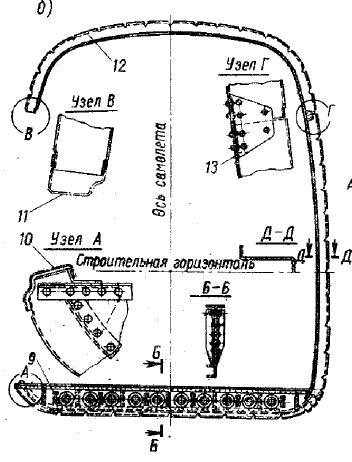 б)
12
Узел В
Узел Г
В
Г
Ось самолета
13
11
Узел А
Д-Д
Д
Д
10
Строительная горизонталь
Б-Б
Б
9
А
Б